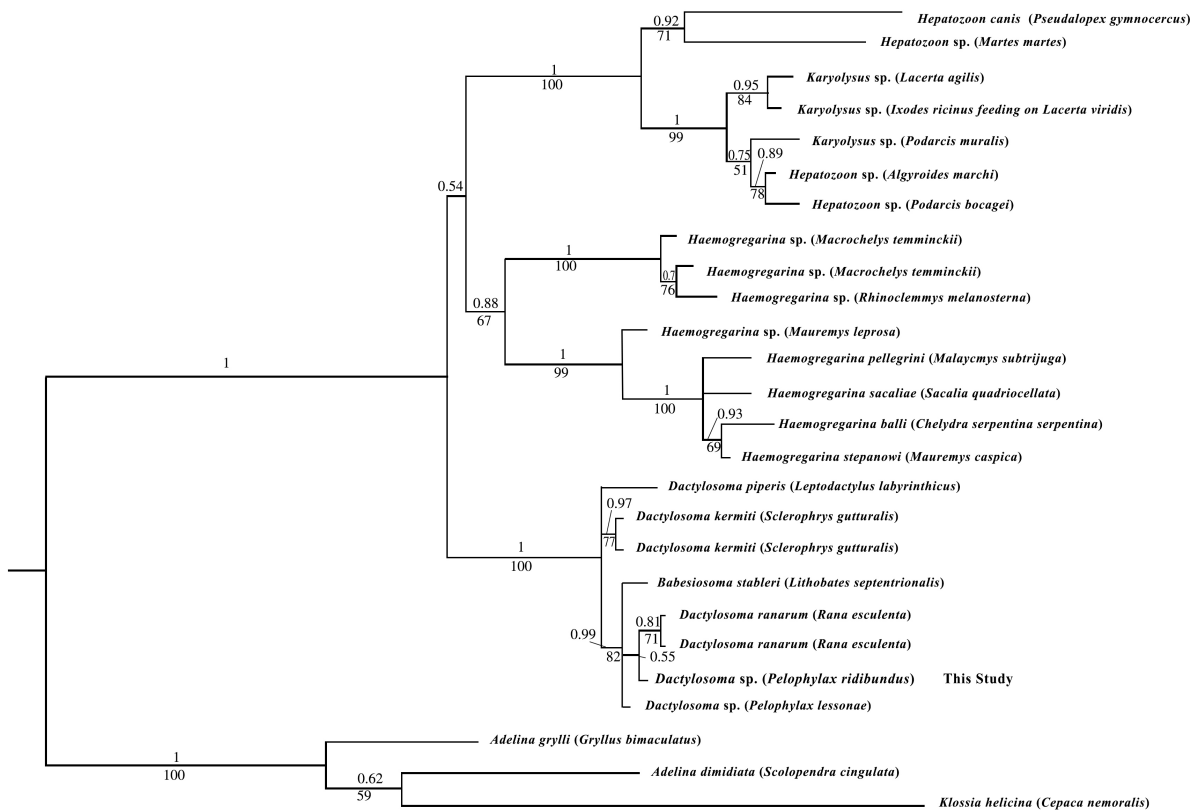 0.92
Hepatozoon canis (Pseudalopex gymnocercus)
71
Hepatozoon sp. (Martes martes)
1
100
Karyolysus sp. (Lacerta agilis)
0.95
84
Karyolysus sp. (Ixodes ricinus feeding on Lacerta viridis)
1
99
Karyolysus sp. (Podarcis muralis)
0.75
0.89
51
Hepatozoon sp. (Algyroides marchi)
78
Hepatozoon sp. (Podarcis bocagei)
0.54
Haemogregarina sp. (Macrochelys temminckii)
1
100
Haemogregarina sp. (Macrochelys temminckii)
0.7
76
Haemogregarina sp. (Rhinoclemmys melanosterna)
0.88
67
Haemogregarina sp. (Mauremys leprosa)
1
99
Haemogregarina pellegrini (Malaycmys subtrijuga)
1
1
100
Haemogregarina sacaliae (Sacalia quadriocellata)
0.93
Haemogregarina balli (Chelydra serpentina serpentina)
69
Haemogregarina stepanowi (Mauremys caspica)
Dactylosoma piperis (Leptodactylus labyrinthicus)
0.97
Dactylosoma kermiti (Sclerophrys gutturalis)
77
Dactylosoma kermiti (Sclerophrys gutturalis)
1
100
Babesiosoma stableri (Lithobates septentrionalis)
Dactylosoma ranarum (Rana esculenta)
0.81
71
Dactylosoma ranarum (Rana esculenta)
0.99
82
0.55
Dactylosoma sp. (Pelophylax ridibundus) This Study
Dactylosoma sp. (Pelophylax lessonae)
Adelina grylli (Gryllus bimaculatus)
1
100
Adelina dimidiata (Scolopendra cingulata)
0.62
59
Klossia helicina (Cepaca nemoralis)